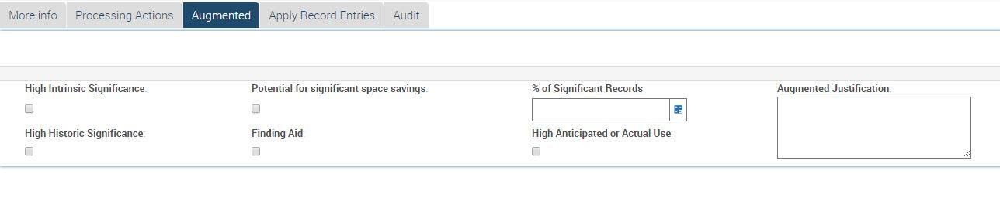 More info Processing Actions Augmented Apply Record Entries Audit
High Intrinsic Significance: Potential for significant space savings: % of Significant Records: Augmented Justification:
High Historic Significance: Finding Aid: High Anticipated or Actual Use: